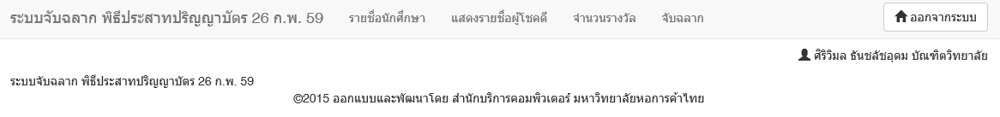 ระบบจับฉลาก พิธีประสาทปริญญาบัตร 26 ก.พ. 59 รายชื่อนักศึกษา แสดงรายชื่อผู้โชคดี จำนวนรางวัล จับฉลาก ออกจากระบบ
ศิริวิมล ธันชลัชอุดม บัณฑิตวิทยาลัย
ระบบจับฉลาก พิธีประสาทปริญญาบัตร 26 ก.พ. 59
©2015 ออกแบบและพัฒนาโดย สำนักบริการคอมพิวเตอร์ มหาวิทยาลัยหอการค้าไทย